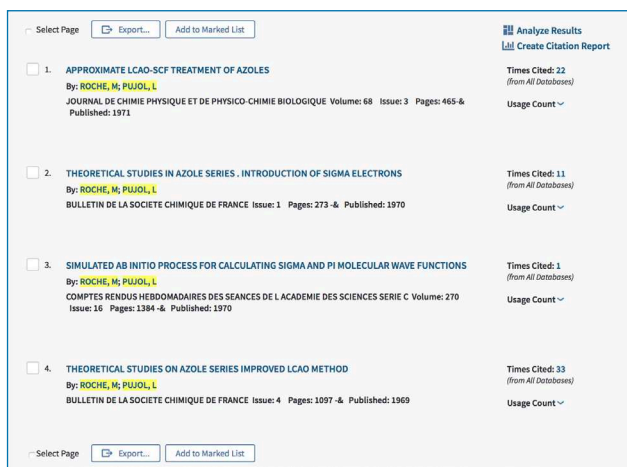 Select Page Export... Add to Marked List
Analyze Results
Create Citation Report
1. APPROXIMATE LCAO-SCF TREATMENT OF AZOLES
By: ROCHE, M; PUJOL, L
JOURNAL DE CHIMIE PHYSIQUE ET DE PHYSICO-CHIMIE BIOLOGIQUE Volume: 68 Issue: 3 Pages: 465-&
Published: 1971
Times Cited: 22
(from All Databases)
Usage Count
2. THEORETICAL STUDIES IN AZOLE SERIES . INTRODUCTION OF SIGMA ELECTRONS
By: ROCHE, M; PUJOL, L
BULLETIN DE LA SOCIETE CHIMIQUE DE FRANCE Issue: 1 Pages: 273 -& Published: 1970
Times Cited: 11
(from All Databases)
Usage Count
3. SIMULATED AB INITIO PROCESS FOR CALCULATING SIGMA AND PI MOLECULAR WAVE FUNCTIONS
By: ROCHE, M; PUJOL, L
COMPTES RENDUS HEBDOMADAIRES DES SEANCES DE L ACADEMIE DES SCIENCES SERIE C Volume: 270
Issue: 16 Pages: 1384 -& Published: 1970
Times Cited: 1
(from All Databases)
Usage Count
4. THEORETICAL STUDIES ON AZOLE SERIES IMPROVED LCAO METHOD
By: ROCHE, M; PUJOL, L
BULLETIN DE LA SOCIETE CHIMIQUE DE FRANCE Issue: 4 Pages: 1097 -& Published: 1969
Times Cited: 33
(from All Databases)
Usage Count
Select Page Export... Add to Marked List